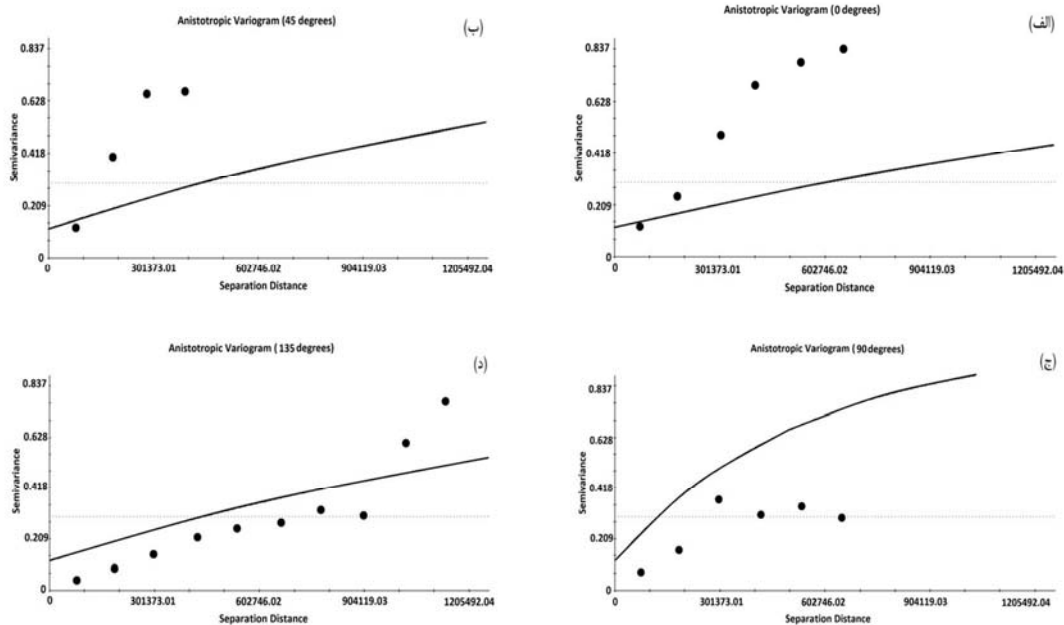 Anistotropic Variogram (45 degrees)
(ب)
0.837
0.628
0.418
0.209
0
Semivariance
0
301373.01
602746.02
904119.03
1205492.04
Separation Distance
Anistotropic Variogram (0 degrees)
(الف)
0.837
0.628
0.418
0.209
0
Semivariance
0
301373.01
602746.02
904119.03
1205492.04
Separation Distance
Anistotropic Variogram ( 135 degrees)
(د)
0.837
0.628
0.418
0.209
0
Semivariance
0
301373.01
602746.02
904119.03
1205492.04
Separation Distance
Anistotropic Variogram ( 90 degrees)
(ج)
0.837
0.628
0.418
0.209
0
Semivariance
0
301373.01
602746.02
904119.03
1205492.04
Separation Distance